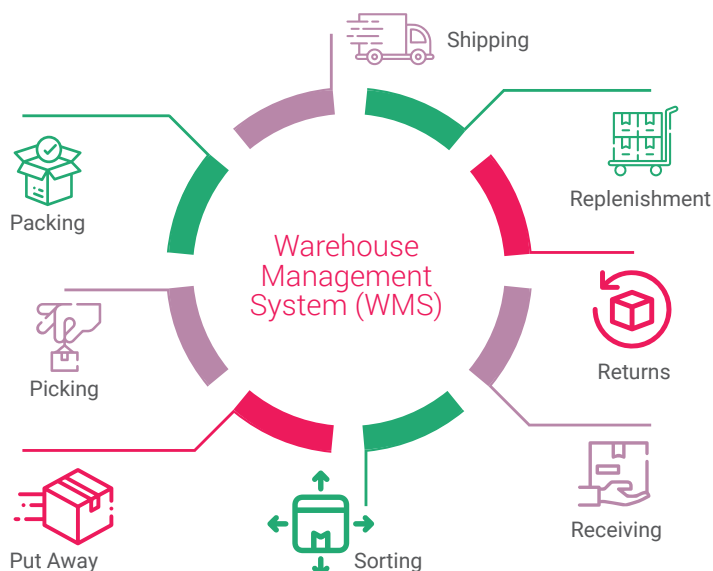 Shipping
Replenishment
Packing
Warehouse
Management
System (WMS)
Returns
Picking
Receiving
Sorting
Put Away